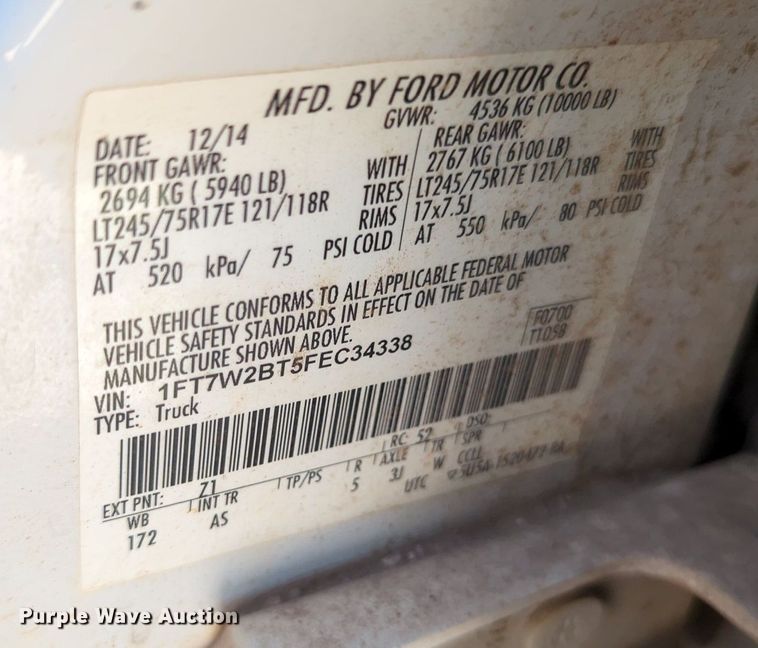 MFD. BY FORD MOTOR CO.
DATE: 12/14 GVWR: 4536 KG (10000 LB)
FRONT GAWR: REAR GAWR:
2694 KG ( 5940 LB) WITH 2767 KG ( 6100 LB) WITH
LT245/75R17E 121/118R TIRES LT245/75R17E 121/118R TIRES
17x7.5J RIMS 17x7.5J RIMS
AT 520 kPa/ 75 PSI COLD AT 550 kPa/ 80 PSI COLD
THIS VEHICLE CONFORMS TO ALL APPLICABLE FEDERAL MOTOR
VEHICLE SAFETY STANDARDS IN EFFECT ON THE DATE OF
MANUFACTURE SHOWN ABOVE.
F0700
T1058
VIN: 1FT7W2BT5FEC34338
TYPE: Truck
EXT PNT: Z1 RC: 52 DSO:
WB INT TR TP/PS R AXLE TR SPR
172 AS 5 3J W CCLL
UTC
Purple Wave Auction